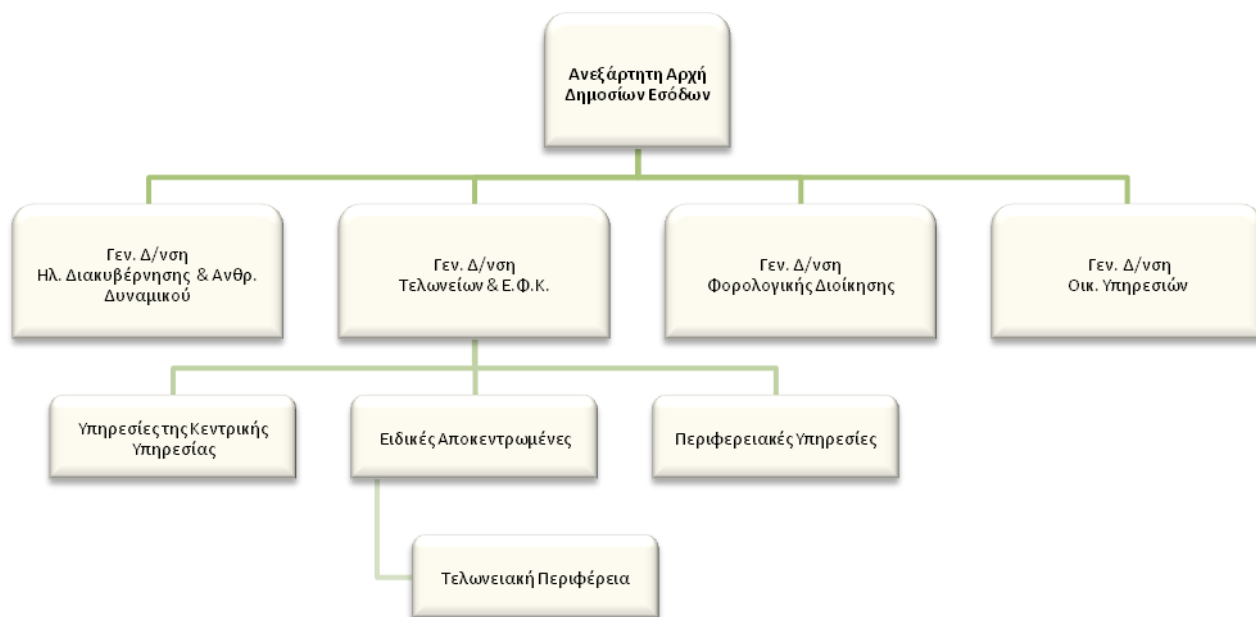 Ανεξάρτητη Αρχή
Δημοσίων Εσόδων
Γεν. Δ/νση
Ηλ. Διακυβέρνησης & Ανθρ.
Δυναμικού
Γεν. Δ/νση
Τελωνείων & Ε.Φ.Κ.
Γεν. Δ/νση
Φορολογικής Διοίκησης
Γεν. Δ/νση
Οικ. Υπηρεσιών
Υπηρεσίες της Κεντρικής
Υπηρεσίας
Ειδικές Αποκεντρωμένες
Περιφερειακές Υπηρεσίες
Τελωνειακή Περιφέρεια